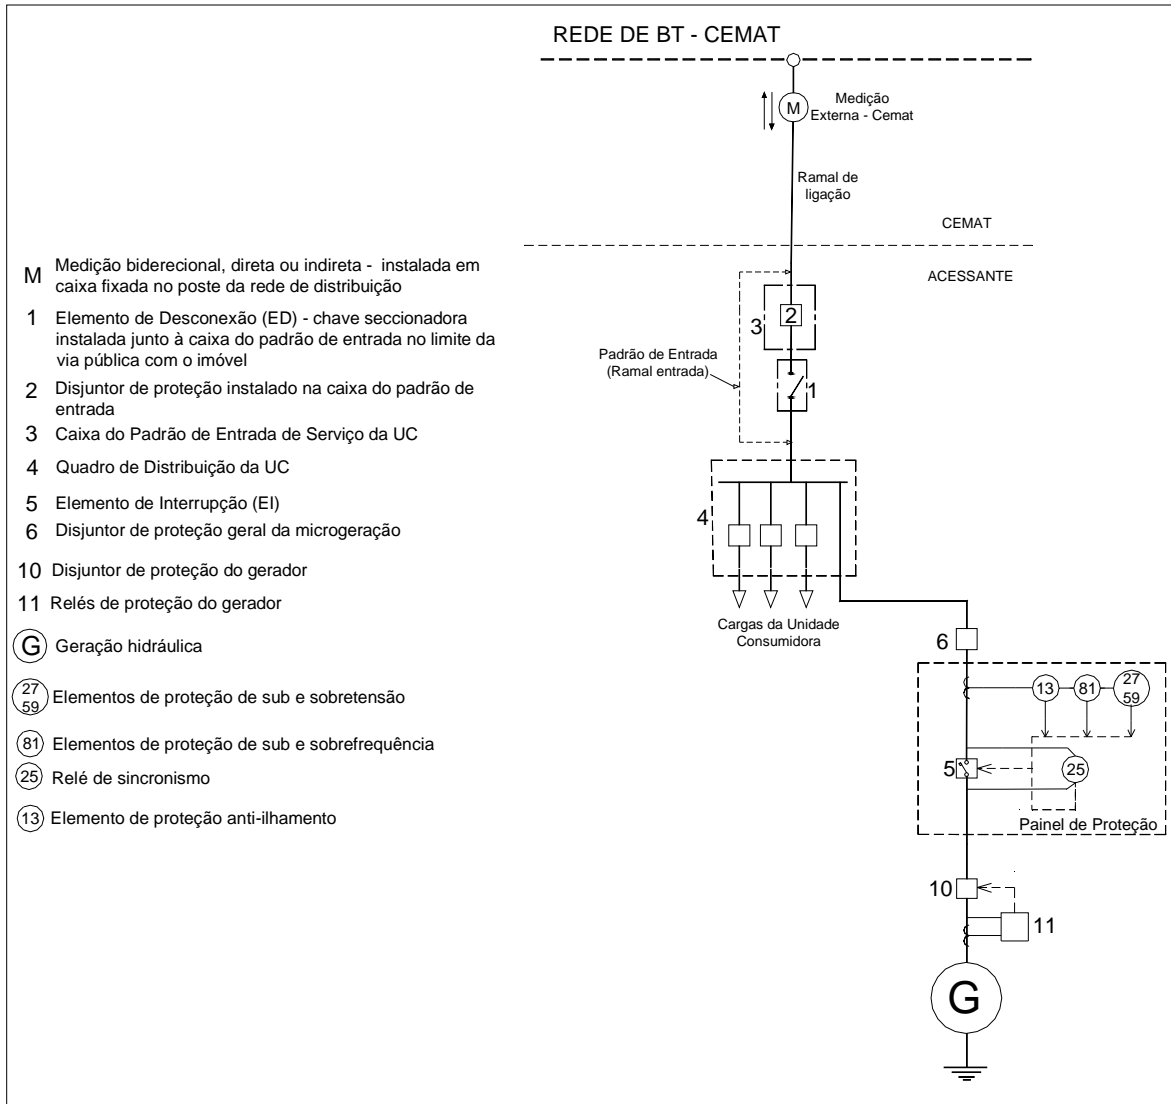 REDE DE BT - CEMAT
M
Medição
Externa - Cemat
Ramal de
ligação
CEMAT
ACESSANTE
M Medição biderecional, direta ou indireta - instalada em
caixa fixada no poste da rede de distribuição
1 Elemento de Desconexão (ED) - chave seccionadora
instalada junto à caixa do padrão de entrada no limite da
via pública com o imóvel
2 Disjuntor de proteção instalado na caixa do padrão de
entrada
3 Caixa do Padrão de Entrada de Serviço da UC
4 Quadro de Distribuição da UC
5 Elemento de Interrupção (EI)
6 Disjuntor de proteção geral da microgeração
10 Disjuntor de proteção do gerador
11 Relés de proteção do gerador
G Geração hidráulica
27
59 Elementos de proteção de sub e sobretensão
81 Elementos de proteção de sub e sobrefrequência
25 Relé de sincronismo
13 Elemento de proteção anti-ilhamento
2
3
Padrão de Entrada
(Ramal entrada)
1
4
Cargas da Unidade
Consumidora
6
13 81 27
59
5
25
Painel de Proteção
10
11
G